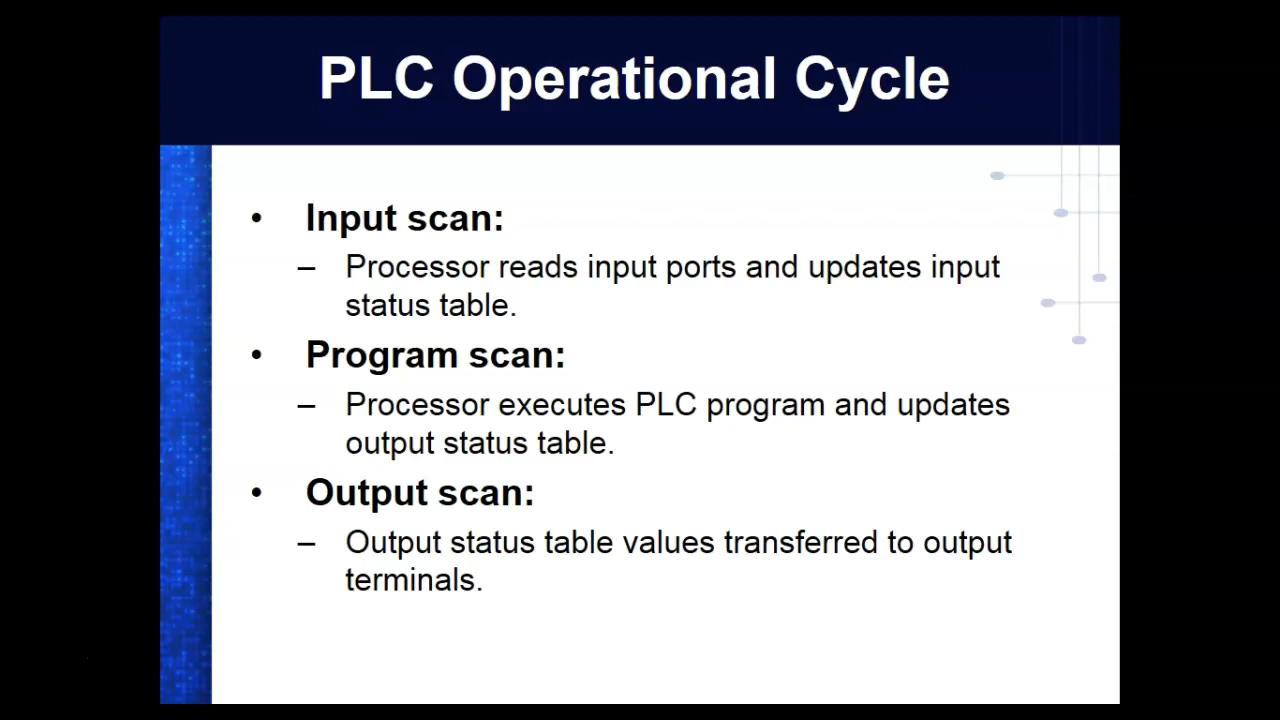 PLC Operational Cycle
• Input scan:
– Processor reads input ports and updates input
status table.
• Program scan:
– Processor executes PLC program and updates
output status table.
• Output scan:
– Output status table values transferred to output
terminals.